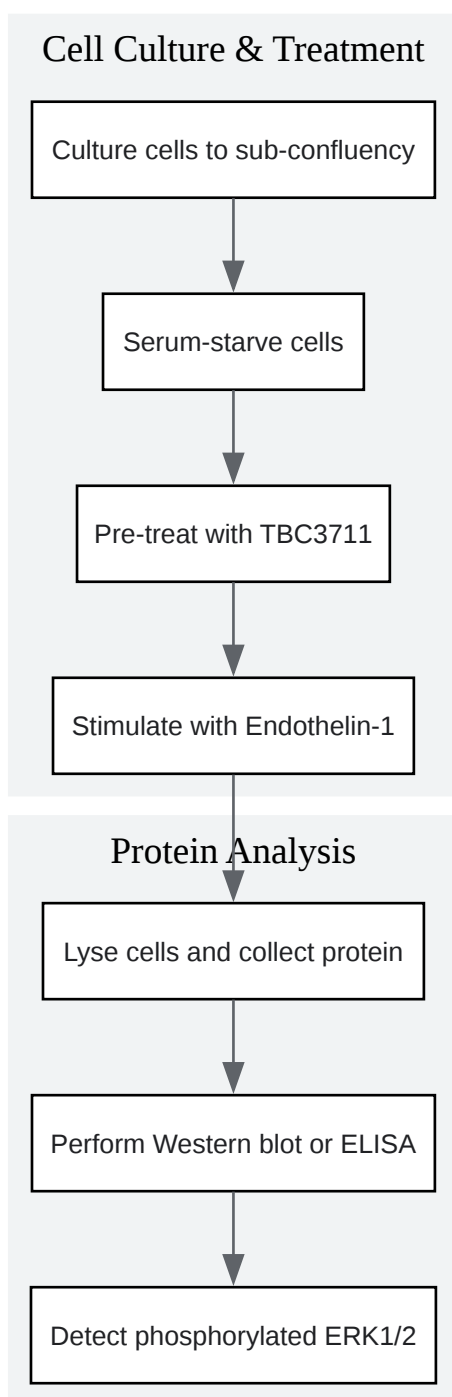 Cell Culture & Treatment
Culture cells to sub-confluency
Serum-starve cells
Pre-treat with TBC3711
Stimulate with Endothelin-1
Protein Analysis
Lyse cells and collect protein
Perform Western blot or ELISA
Detect phosphorylated ERK1/2